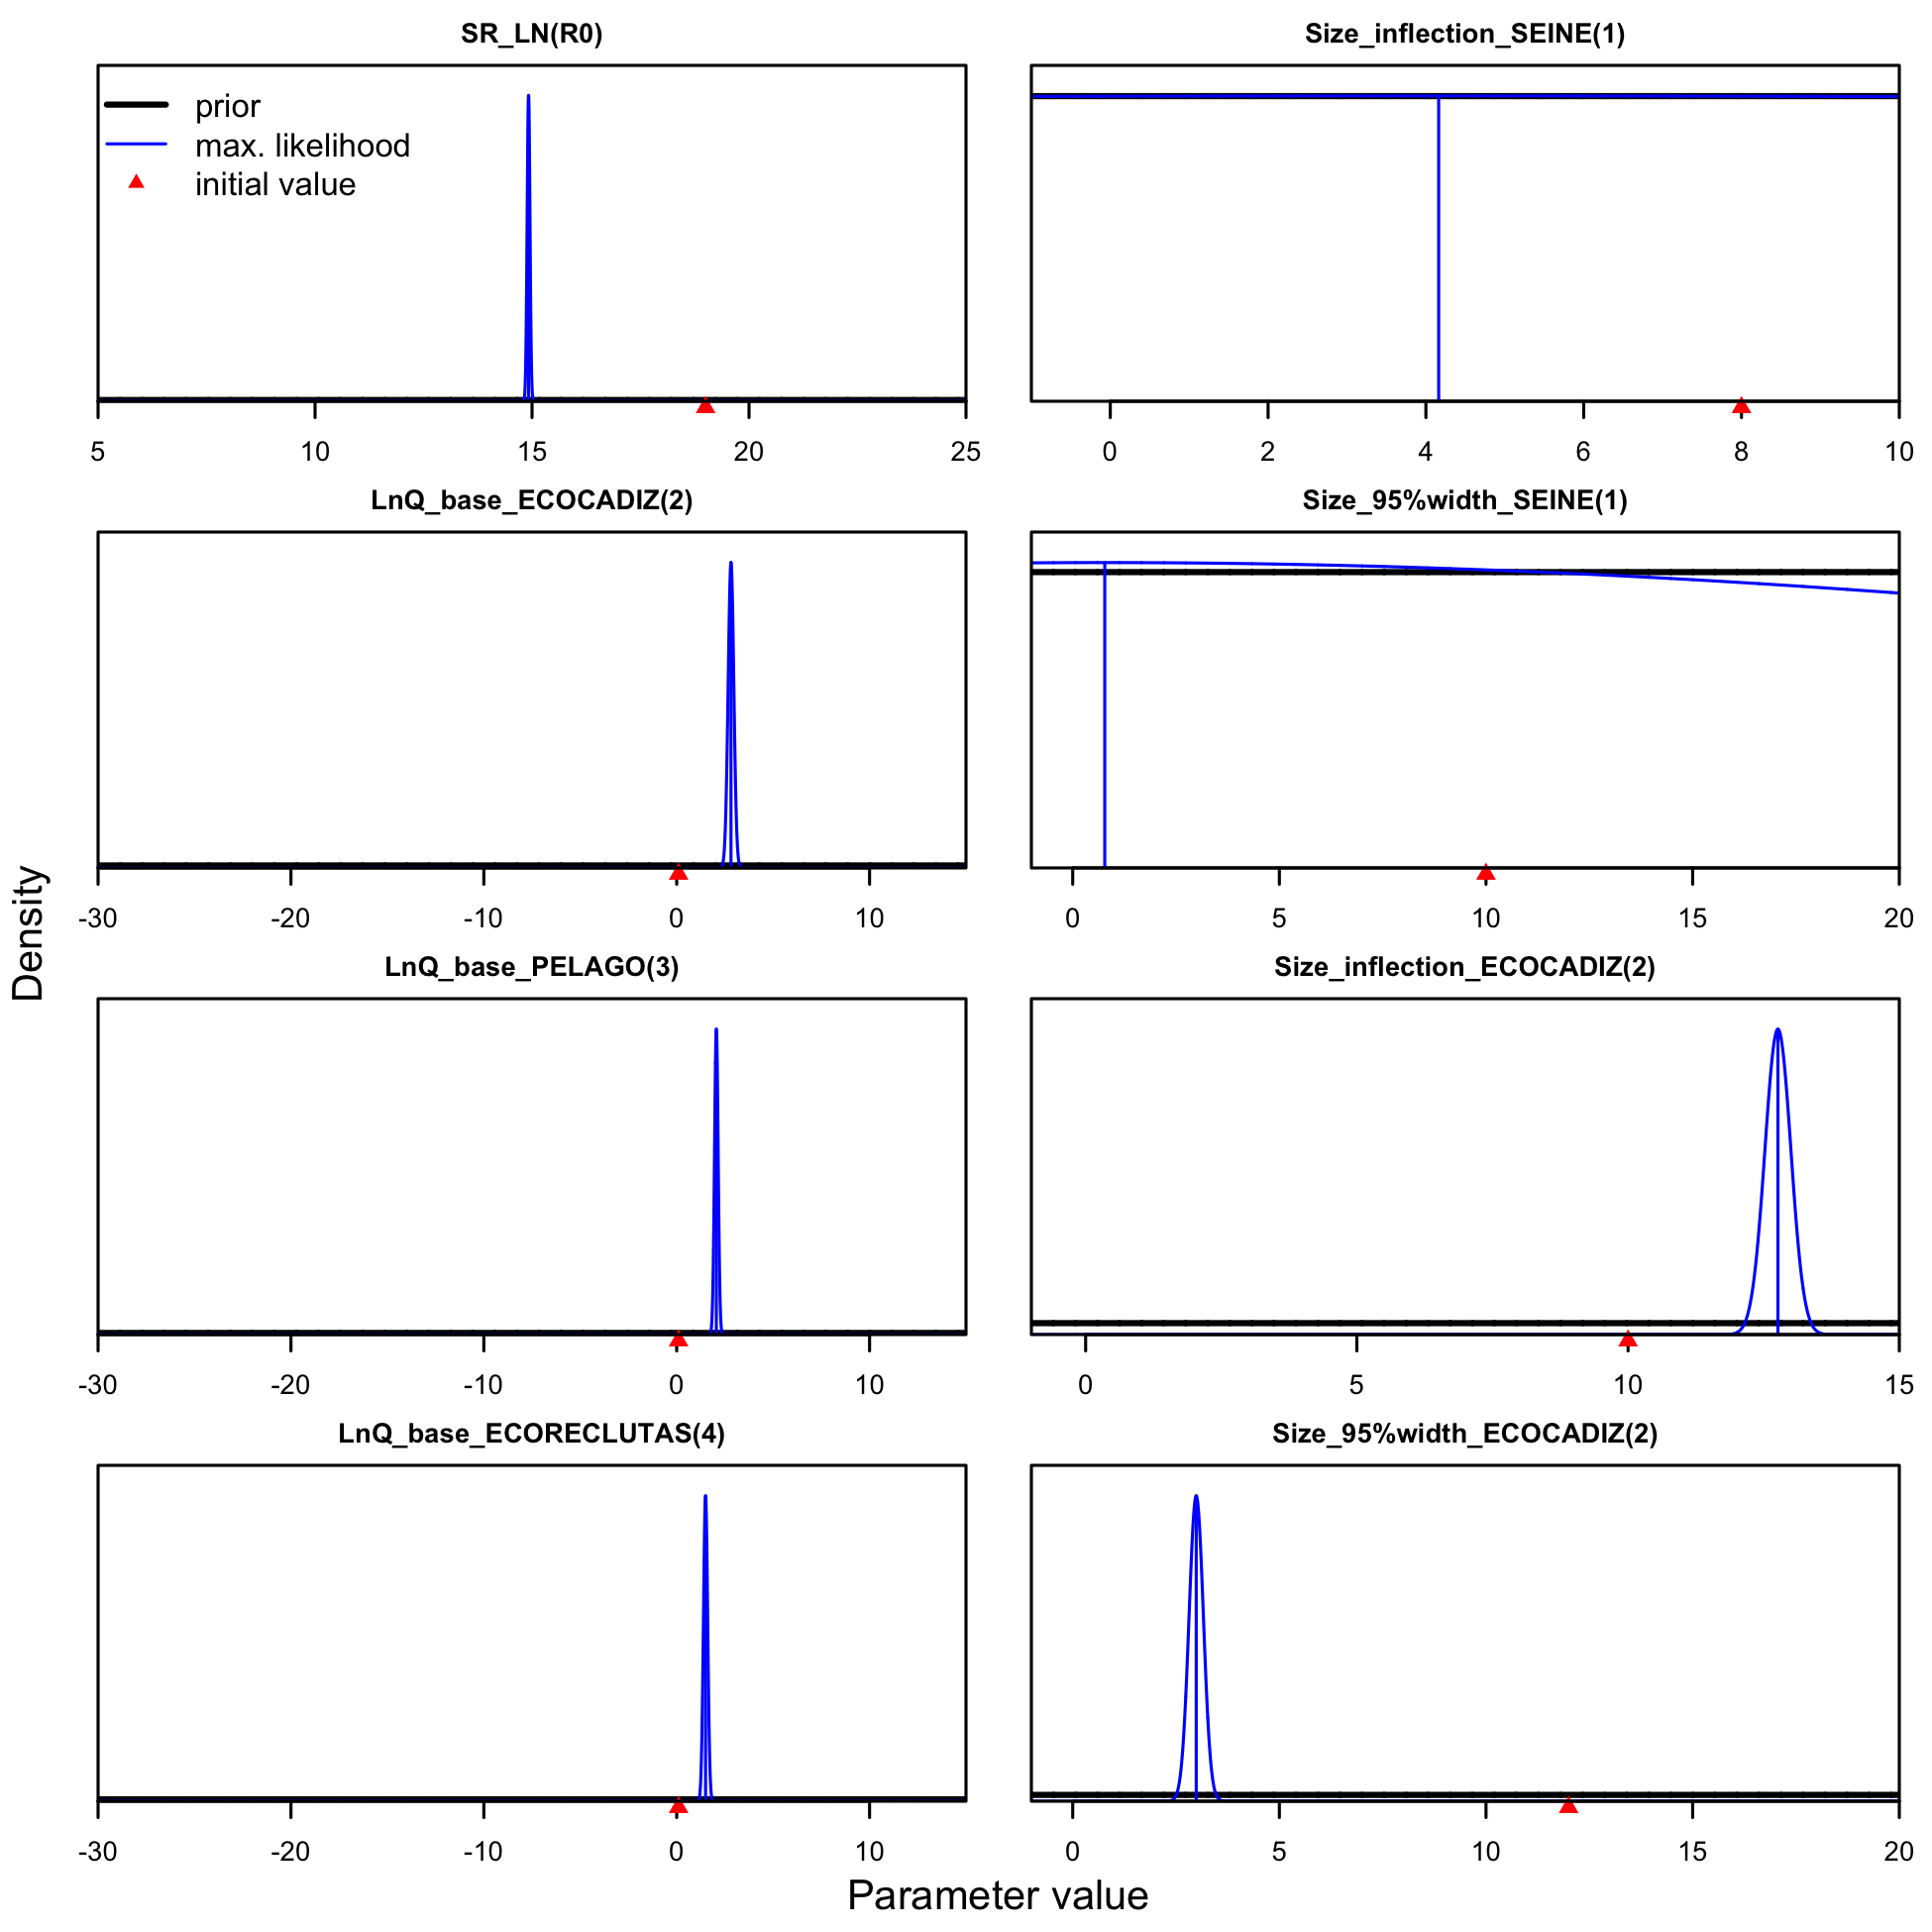 SR_LN(R0)
prior
max. likelihood
initial value
5 10 15 20 25
Size_inflection_SEINE(1)
0 2 4 6 8 10
LnQ_base_ECOCADIZ(2)
-30 -20 -10 0 10
Size_95%width_SEINE(1)
0 5 10 15 20
LnQ_base_PELAGO(3)
-30 -20 -10 0 10
Size_inflection_ECOCADIZ(2)
0 5 10 15
LnQ_base_ECORECLUTAS(4)
-30 -20 -10 0 10
Size_95%width_ECOCADIZ(2)
0 5 10 15 20
Density
Parameter value